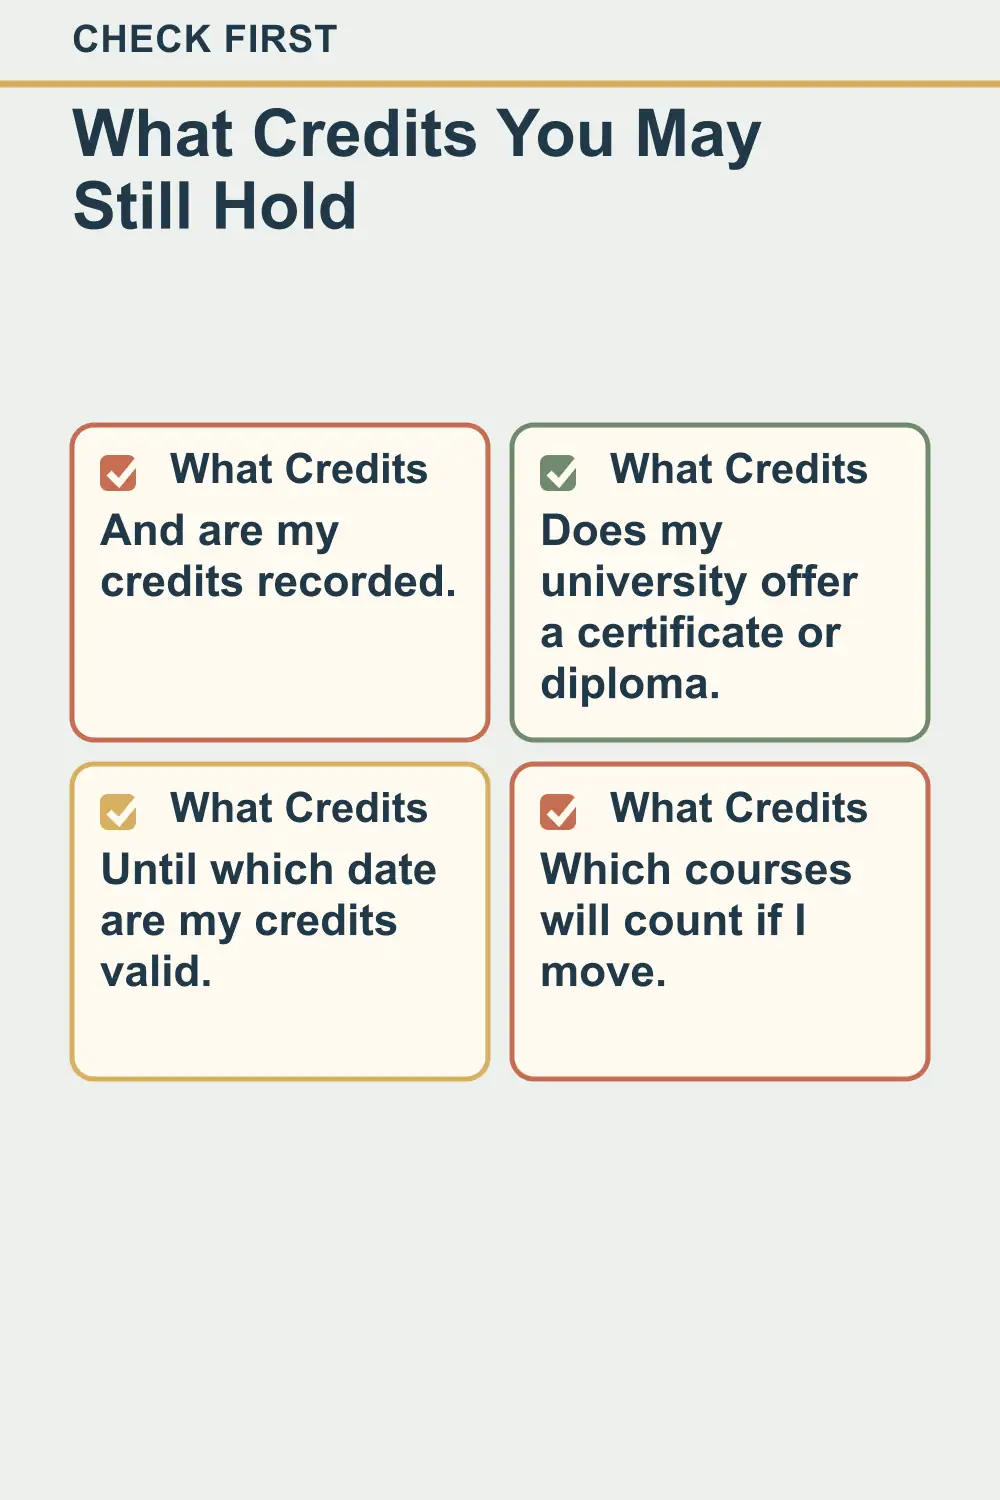 CHECK FIRST
What Credits You May
Still Hold
What Credits
And are my
credits recorded.
What Credits
Does my
university offer
a certificate or
diploma.
What Credits
Until which date
are my credits
valid.
What Credits
Which courses
will count if I
move.